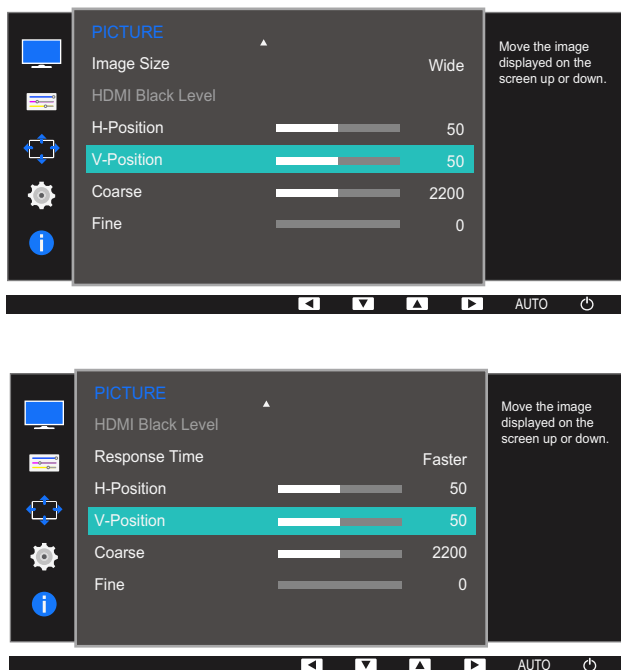 PICTURE
Image Size Wide
HDMI Black Level
H-Position 50
V-Position 50
Coarse 2200
Fine 0
Move the image
displayed on the
screen up or down.
AUTO
PICTURE
HDMI Black Level
Response Time Faster
H-Position 50
V-Position 50
Coarse 2200
Fine 0
Move the image
displayed on the
screen up or down.
AUTO